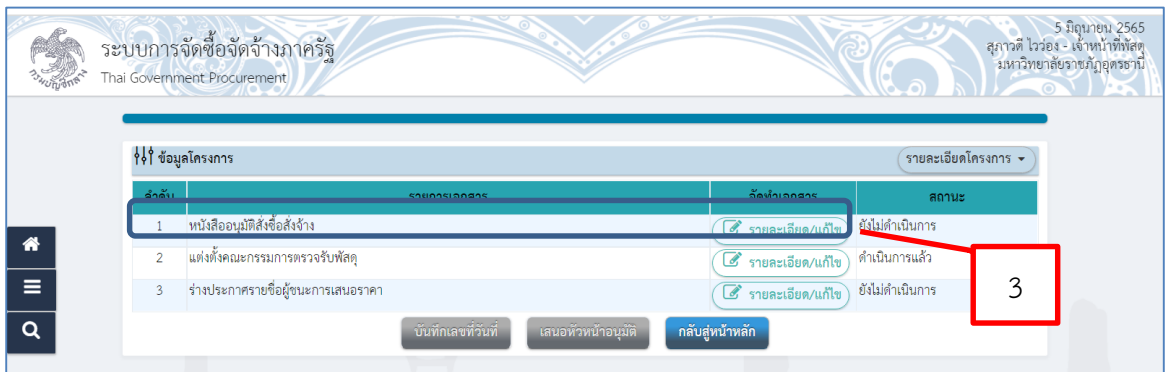 5 มิถุนายน 2565
สุภาวดี ไวว่อง - เจ้าหน้าที่พัสดุ
มหาวิทยาลัยราชภัฏอุดรธานี
ระบบการจัดซื้อจัดจ้างภาครัฐ
Thai Government Procurement
กรมบัญชีกลาง
ข้อมูลโครงการ
รายละเอียดโครงการ
ลำดับ รายการเอกสาร จัดทำเอกสาร สถานะ
1 หนังสืออนุมัติสั่งซื้อสั่งจ้าง รายละเอียด/แก้ไข ยังไม่ดำเนินการ
2 แต่งตั้งคณะกรรมการตรวจรับพัสดุ รายละเอียด/แก้ไข ดำเนินการแล้ว
3 ร่างประกาศรายชื่อผู้ชนะการเสนอราคา รายละเอียด/แก้ไข ยังไม่ดำเนินการ
3
บันทึกเลขที่วันที่ เสนอหัวหน้าอนุมัติ กลับสู่หน้าหลัก